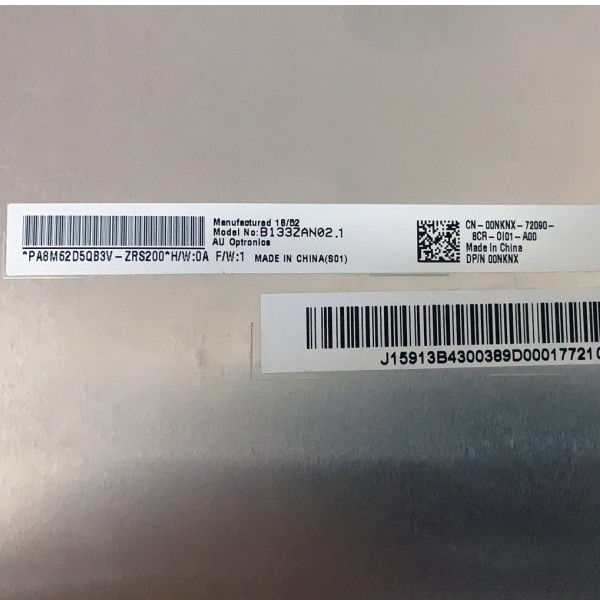 Manufactured 18/52
Model No:B133ZAN02.1
AU Optronics
*PA8M62D5QB3V-ZRS200*H/W:0A F/W:1 MADE IN CHINA(S01)
CN-00NKNX-72090-
8CR-0I01-A00
Made in China
DP/N 00NKNX
J15913B4300389D00017721